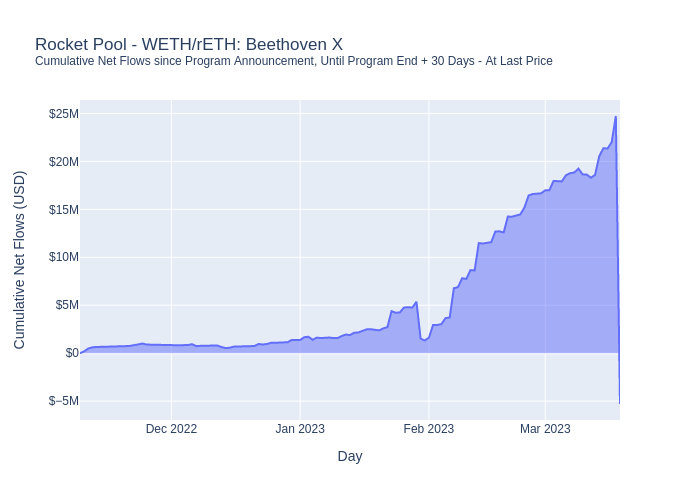 Rocket Pool - WETH/rETH: Beethoven X
Cumulative Net Flows since Program Announcement, Until Program End + 30 Days - At Last Price
$25M
$20M
$15M
$10M
$5M
$0
$−5M
Cumulative Net Flows (USD)
Dec 2022
Jan 2023
Feb 2023
Mar 2023
Day